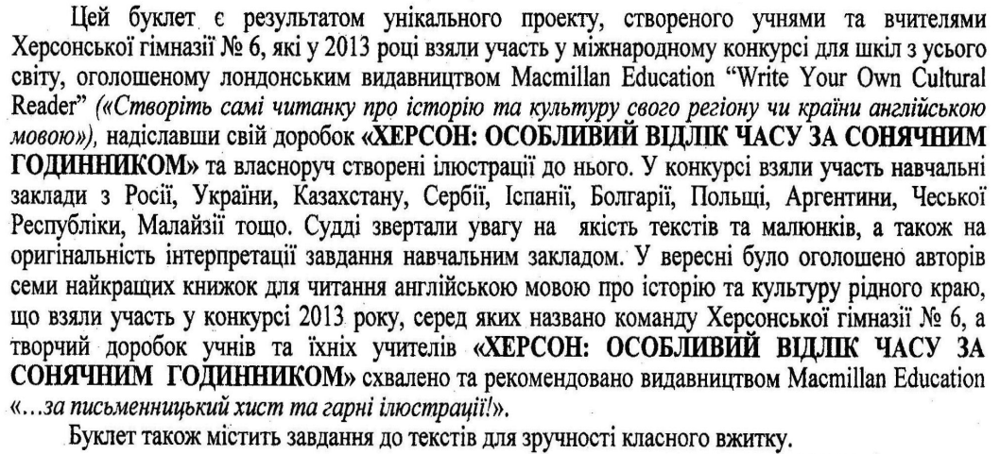 Цей буклет є результатом унікального проекту, створеного учнями та вчителями
Херсонської гімназії № 6, які у 2013 році взяли участь у міжнародному конкурсі для шкіл з усього
світу, оголошеному лондонським видавництвом Macmillan Education “Write Your Own Cultural
Reader” («Створіть самі читанку про історію та культуру свого регіону чи країни англійською
мовою»), надіславши свій доробок «ХЕРСОН: ОСОБЛИВИЙ ВІДЛІК ЧАСУ ЗА СОНЯЧНИМ
ГОДИННИКОМ» та власноруч створені ілюстрації до нього. У конкурсі взяли участь навчальні
заклади з Росії, України, Казахстану, Сербії, Іспанії, Болгарії, Польщі, Аргентини, Чеської
Республіки, Малайзії тощо. Судді звертали увагу на якість текстів та малюнків, а також на
оригінальність інтерпретації завдання навчальним закладом. У вересні було оголошено авторів
семи найкращих книжок для читання англійською мовою про історію та культуру рідного краю,
що взяли участь у конкурсі 2013 року, серед яких названо команду Херсонської гімназії № 6, а
творчий доробок учнів та їхніх учителів «ХЕРСОН: ОСОБЛИВИЙ ВІДЛІК ЧАСУ ЗА
СОНЯЧНИМ ГОДИННИКОМ» схвалено та рекомендовано видавництвом Macmillan Education
«…за письменницький хист та гарні ілюстрації!».
Буклет також містить завдання до текстів для зручності класного вжитку.